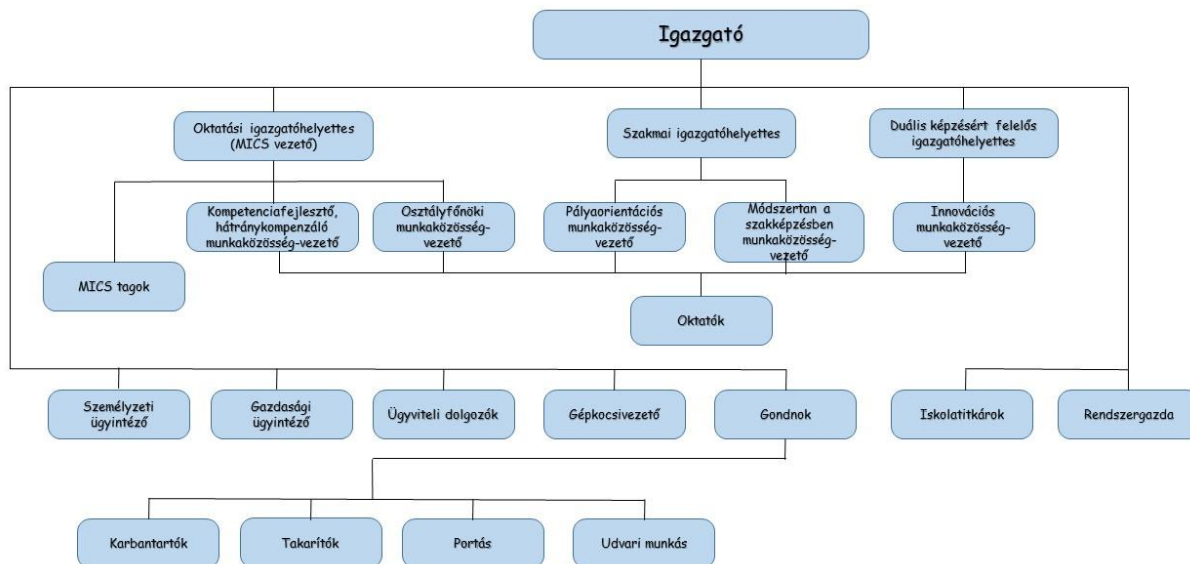 Igazgató
Oktatási igazgatóhelyettes
(MICS vezető)
Szakmai igazgatóhelyettes
Duális képzésért felelős
igazgatóhelyettes
Kompetenciafejlesztő,
hátránykompenzáló
munkaközösség-vezető
Osztályfőnöki
munkaközösség-
vezető
Pályaorientációs
munkaközösség-
vezető
Módszertan a
szakképzésben
munkaközösség-
vezető
Innovációs
munkaközösség-
vezető
MICS tagok
Oktatók
Személyzeti
ügyintéző
Gazdasági
ügyintéző
Ügyviteli dolgozók
Gépkocsivezető
Gondnok
Iskolatitkárok
Rendszergazda
Karbantartók
Takarítók
Portás
Udvari munkás